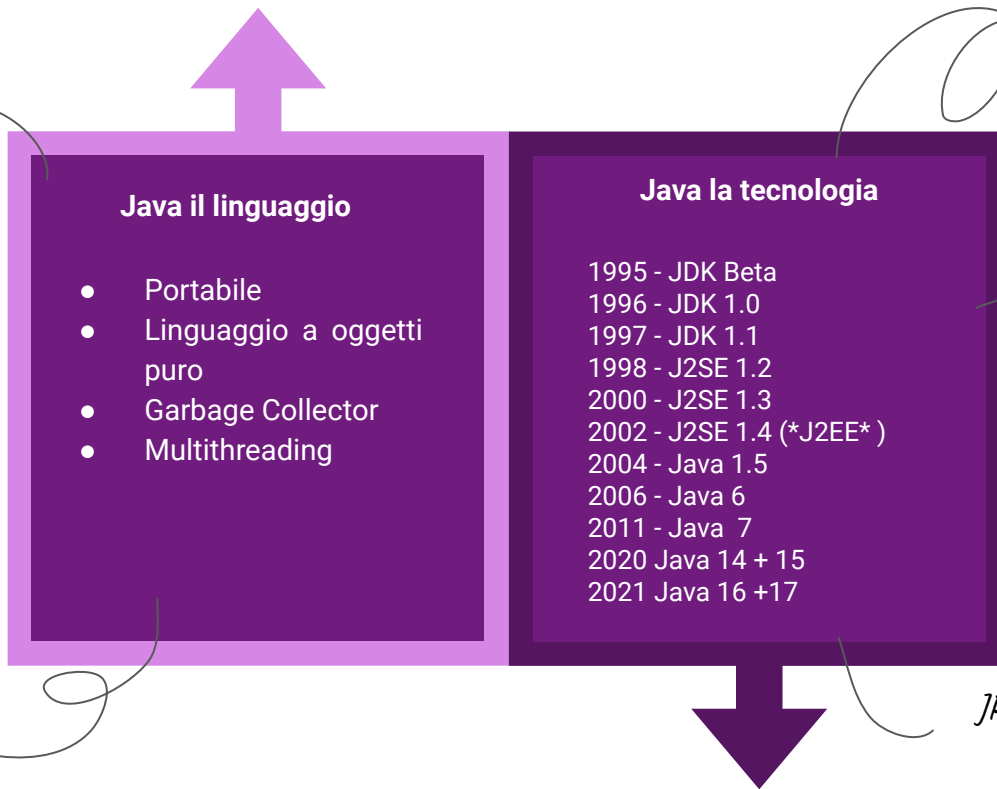 Java il linguaggio
● Portabile
● Linguaggio a oggetti
puro
● Garbage Collector
● Multithreading
Java la tecnologia
1995 - JDK Beta
1996 - JDK 1.0
1997 - JDK 1.1
1998 - J2SE 1.2
2000 - J2SE 1.3
2002 - J2SE 1.4 (*J2EE* )
2004 - Java 1.5
2006 - Java 6
2011 - Java  7
2020 Java 14 + 15
2021 Java 16 +17